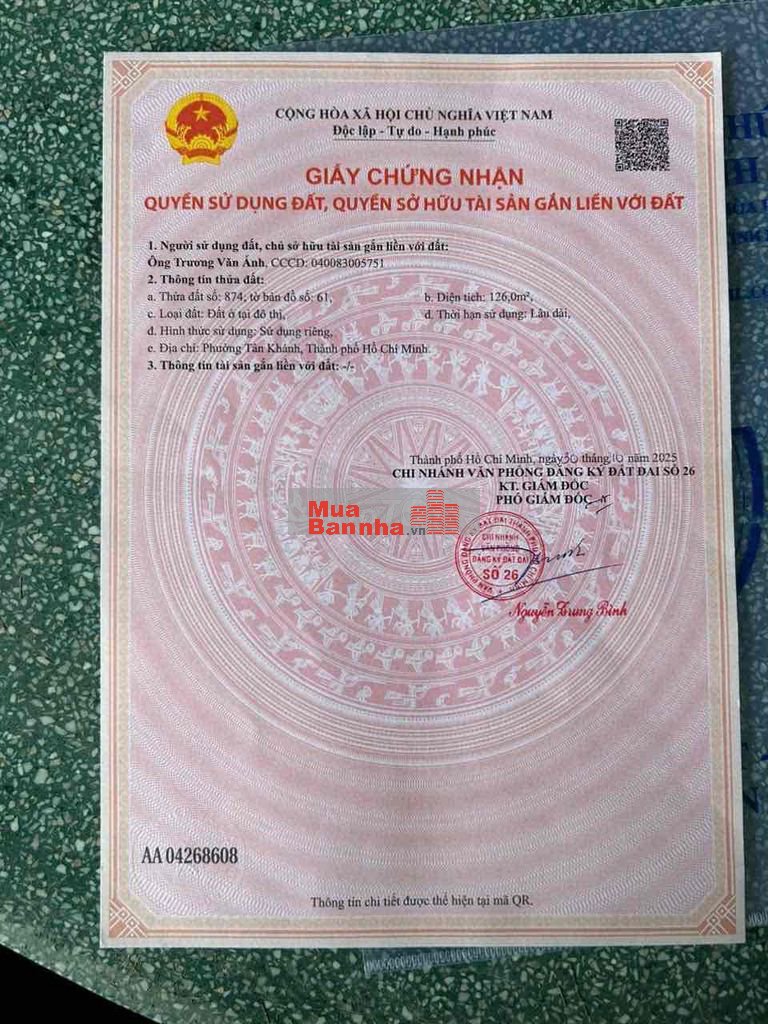 CỘNG HÒA XÃ HỘI CHỦ NGHĨA VIỆT NAM
Độc lập - Tự do - Hạnh phúc
GIẤY CHỨNG NHẬN
QUYỀN SỬ DỤNG ĐẤT, QUYỀN SỞ HỮU TÀI SẢN GẮN LIỀN VỚI ĐẤT
1. Người sử dụng đất, chủ sở hữu tài sản gắn liền với đất:
Ông Trương Văn Ánh, CCCD: 040083005751
2. Thông tin thửa đất:
a. Thửa đất số: 874, tờ bản đồ số: 61, b. Diện tích: 126,0m²,
c. Loại đất: Đất ở tại đô thị, d. Thời hạn sử dụng: Lâu dài,
đ. Hình thức sử dụng: Sử dụng riêng,
e. Địa chỉ: Phường Tân Khánh, Thành phố Hồ Chí Minh.
3. Thông tin tài sản gắn liền với đất: -/-
Thành phố Hồ Chí Minh, ngày 30 tháng 10 năm 2025
CHI NHÁNH VĂN PHÒNG ĐĂNG KÝ ĐẤT ĐAI SỐ 26
KT. GIÁM ĐỐC
PHÓ GIÁM ĐỐC
Mua
Bannha.vn
CHI NHÁNH
VĂN PHÒNG
ĐĂNG KÝ ĐẤT ĐAI
SỐ 26
Nguyễn Trung Bình
AA 04268608
Thông tin chi tiết được thể hiện tại mã QR.